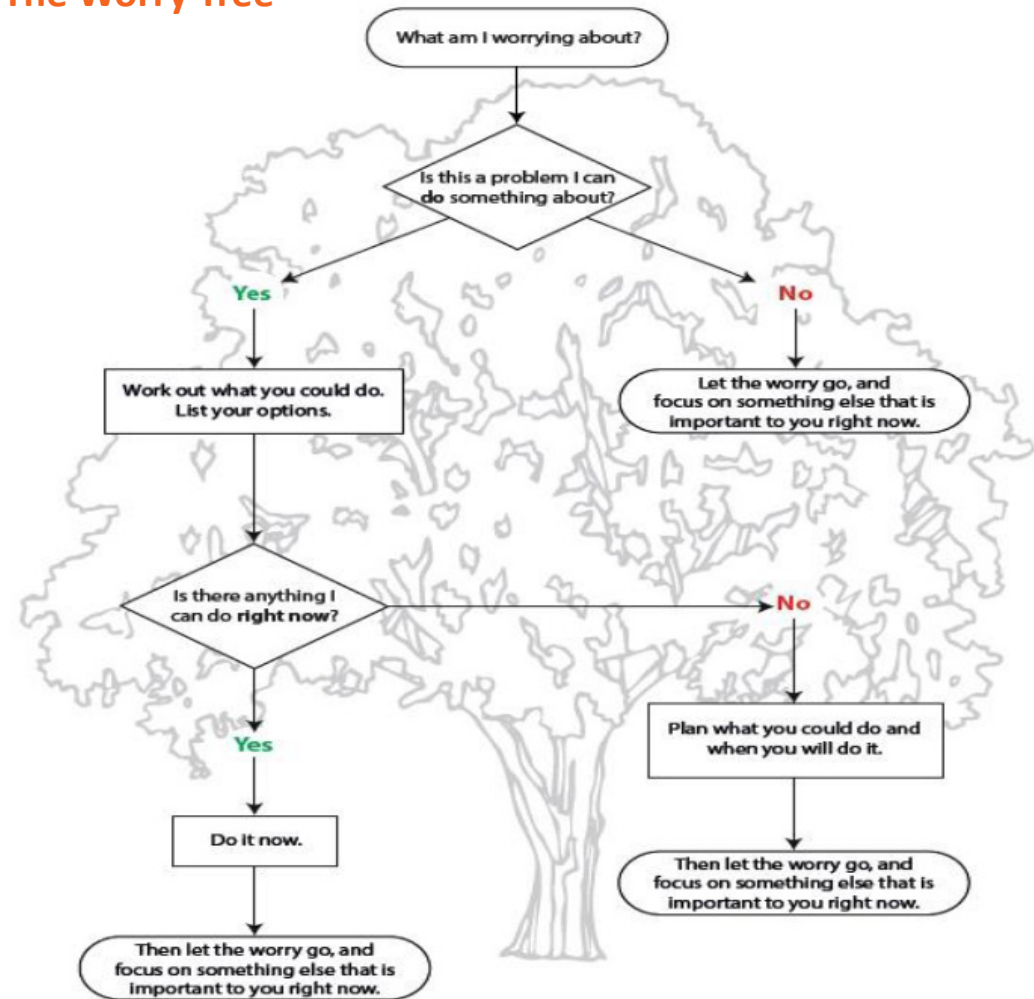 The Worry Tree
What am I worrying about?
Is this a problem I can
do something about?
Yes
No
Work out what you could do.
List your options.
Let the worry go, and
focus on something else that is
important to you right now.
Is there anything I
can do right now?
No
Yes
Plan what you could do and
when you will do it.
Do it now.
Then let the worry go, and
focus on something else that is
important to you right now.
Then let the worry go, and
focus on something else that is
important to you right now.